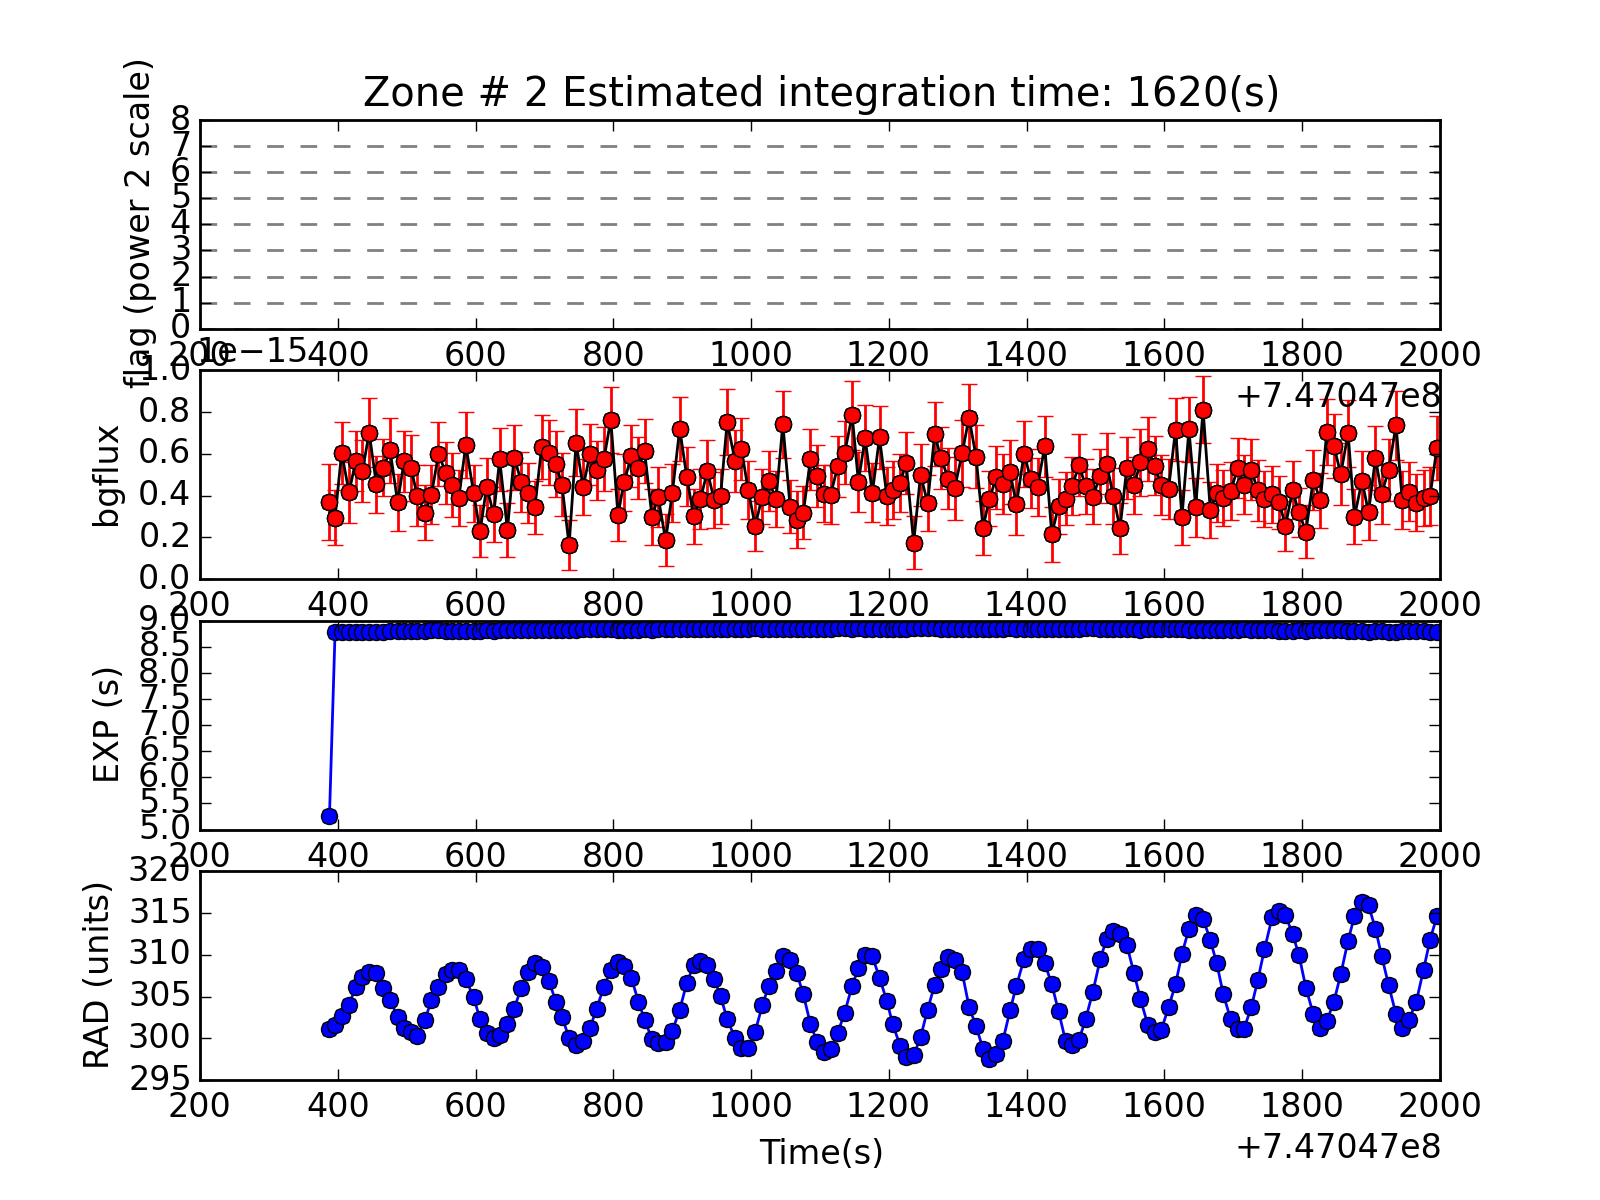 Zone # 2 Estimated integration time: 1620(s)
flag (power 2 scale)
8
7
6
5
4
3
2
1
0
200 400 600 800 1000 1200 1400 1600 1800 2000
1e−15
+7.47047e8
bgflux
1.0
0.8
0.6
0.4
0.2
0.0
200 400 600 800 1000 1200 1400 1600 1800 2000
EXP (s)
9.0
8.5
8.0
7.5
7.0
6.5
6.0
5.5
5.0
200 400 600 800 1000 1200 1400 1600 1800 2000
RAD (units)
320
315
310
305
300
295
200 400 600 800 1000 1200 1400 1600 1800 2000
Time(s)
+7.47047e8